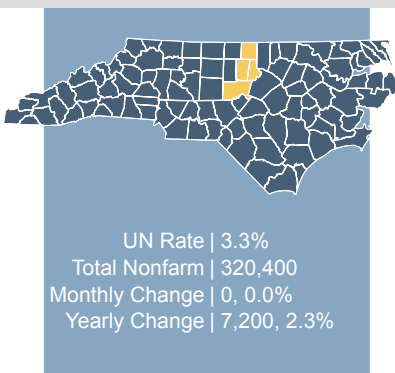 UN Rate | 3.3%
Total Nonfarm | 320,400
Monthly Change | 0, 0.0%
Yearly Change | 7,200, 2.3%